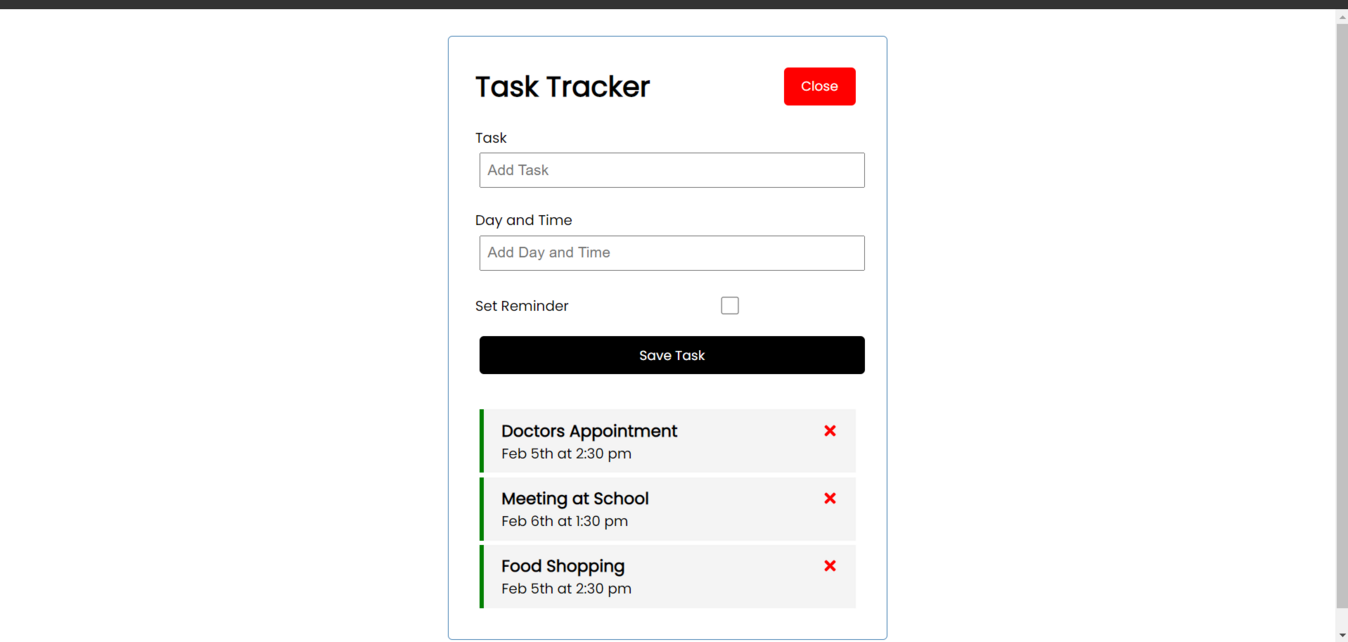 Task Tracker
Close
Task
Add Task
Day and Time
Add Day and Time
Set Reminder
Save Task
Doctors Appointment
Feb 5th at 2:30 pm
Meeting at School
Feb 6th at 1:30 pm
Food Shopping
Feb 5th at 2:30 pm